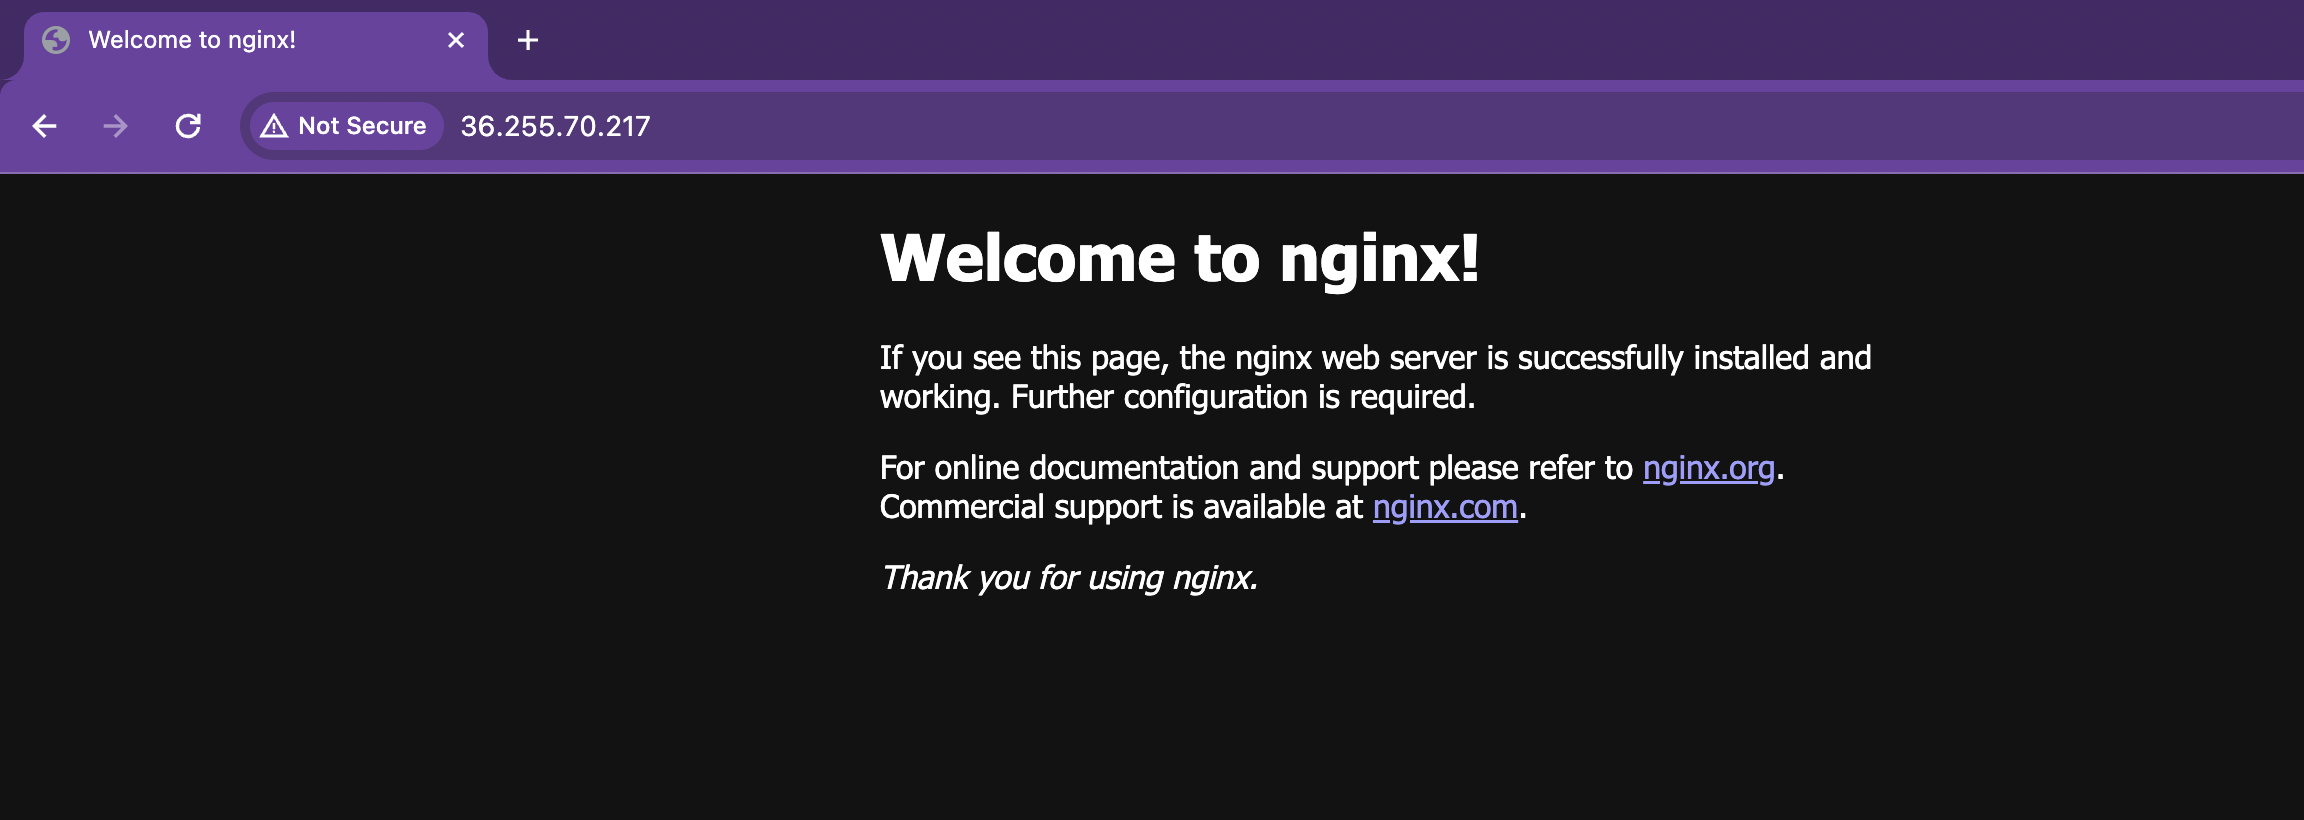 Welcome to nginx!
Not Secure
36.255.70.217
Welcome to nginx!
If you see this page, the nginx web server is successfully installed and
working. Further configuration is required.
For online documentation and support please refer to nginx.org.
Commercial support is available at nginx.com.
Thank you for using nginx.